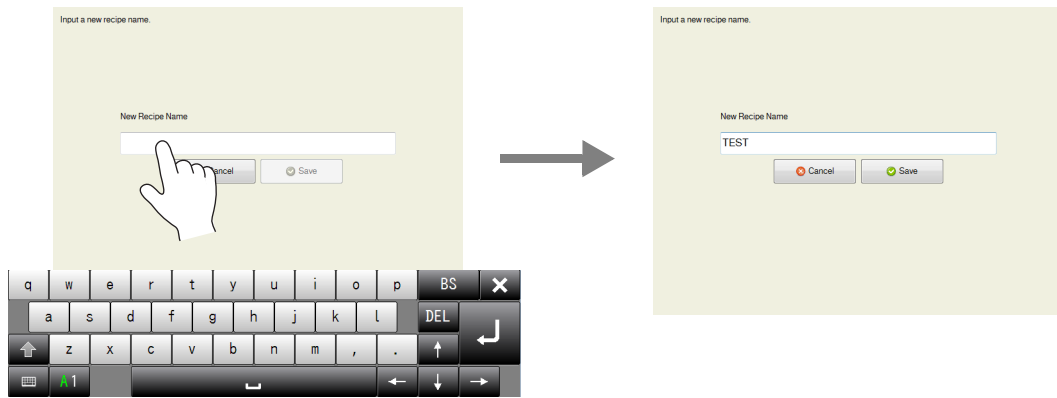 Input a new recipe name.
New Recipe Name
ancel
Save
q w e r t y u i o p BS
a s d f g h j k l DEL
z x c v b n m , .
A1
Input a new recipe name.
New Recipe Name
TEST
Cancel
Save